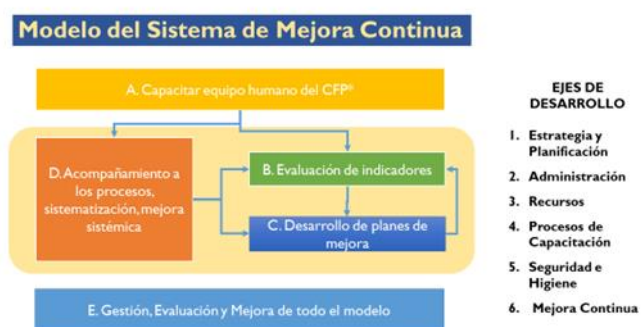 Modelo del Sistema de Mejora Continua
A. Capacitar equipo humano del CFP*
D. Acompañamiento a
los procesos,
sistematización, mejora
sistémica
B. Evaluación de indicadores
C. Desarrollo de planes de
mejora
E. Gestión, Evaluación y Mejora de todo el modelo
EJES DE
DESARROLLO
1. Estrategia y
Planificación
2. Administración
3. Recursos
4. Procesos de
Capacitación
5. Seguridad e
Higiene
6. Mejora Continua